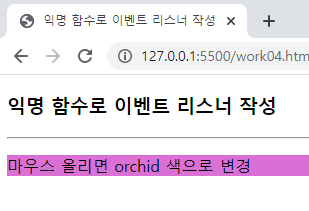 익명 함수로 이벤트 리스너 작성
127.0.0.1:5500/work04.htm
익명 함수로 이벤트 리스너 작성
마우스 올리면 orchid 색으로 변경